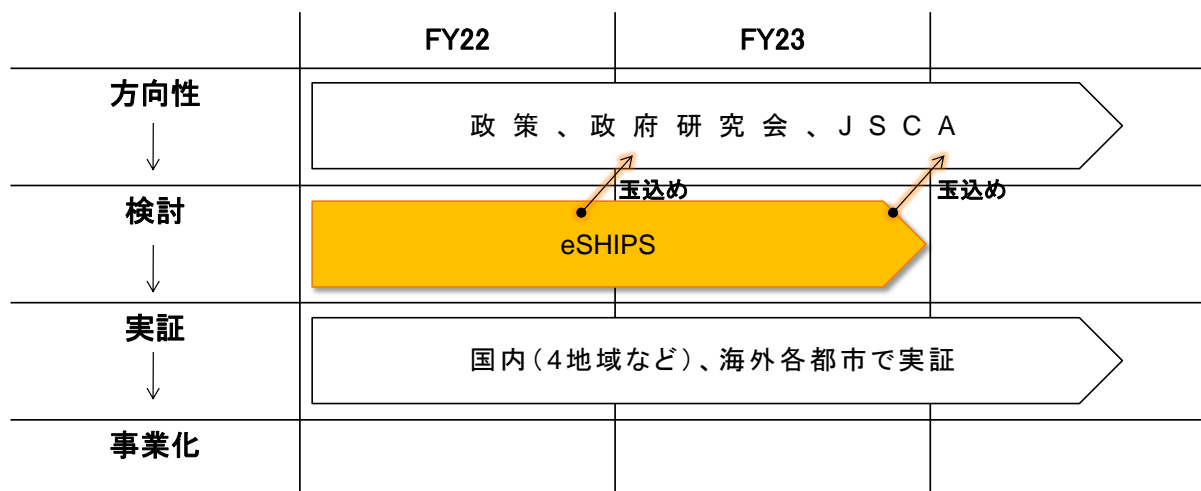 FY22 FY23
方向性
政策、政府研究会、JSCA
玉込め 玉込め
検討
eSHIPS
実証
国内(4地域など)、海外各都市で実証
事業化